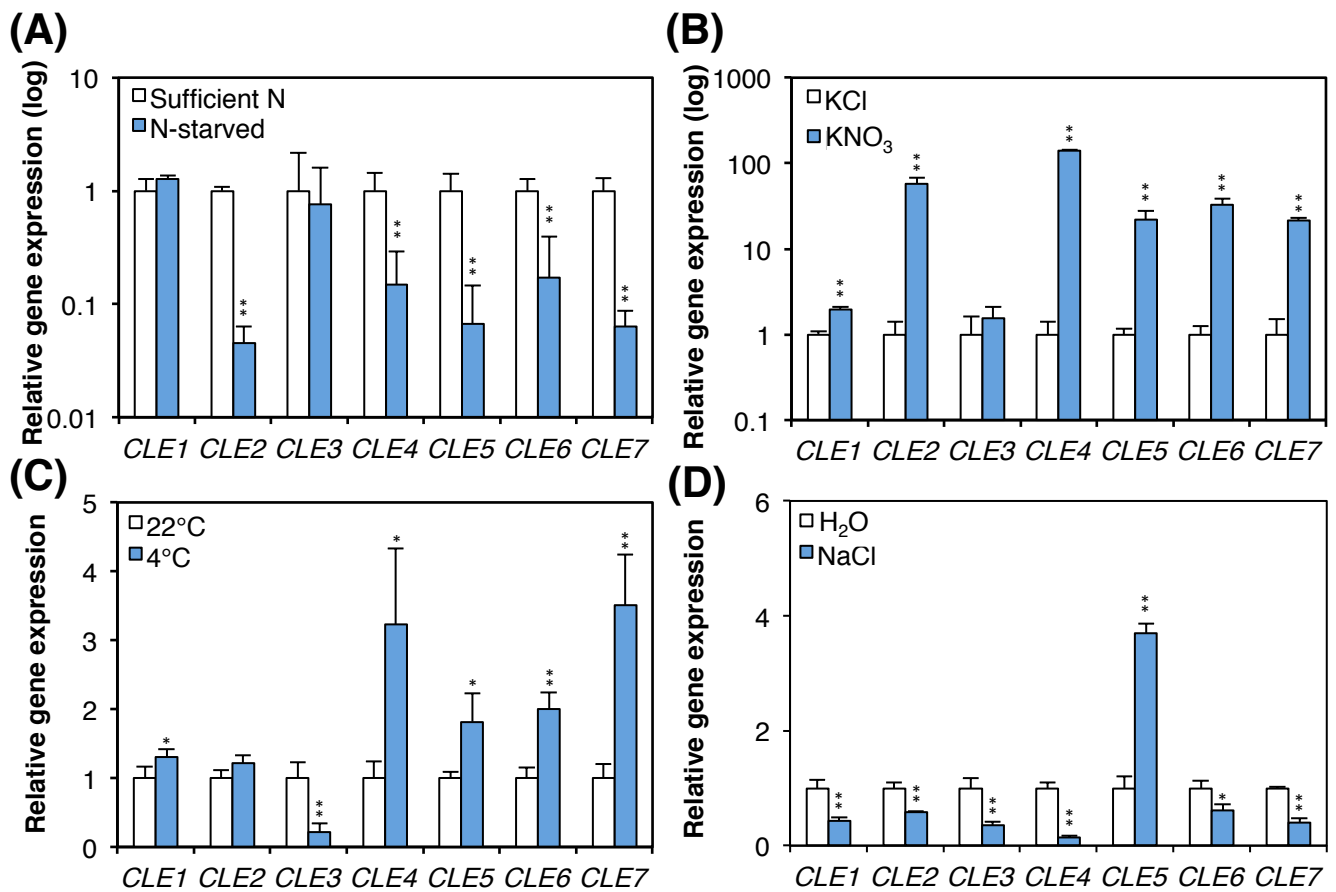 (A)
Relative gene expression (log)
10
1
0.1
0.01
Sufficient N
N-starved
**
**
**
**
**
CLE1 CLE2 CLE3 CLE4 CLE5 CLE6 CLE7
(B)
Relative gene expression (log)
1000
100
10
1
0.1
KCl
KNO₃
**
**
**
**
**
**
CLE1 CLE2 CLE3 CLE4 CLE5 CLE6 CLE7
(C)
Relative gene expression
5
4
3
2
1
0
22°C
4°C
*
**
*
*
**
**
CLE1 CLE2 CLE3 CLE4 CLE5 CLE6 CLE7
(D)
Relative gene expression
6
4
2
0
H₂O
NaCl
**
**
**
**
**
*
**
CLE1 CLE2 CLE3 CLE4 CLE5 CLE6 CLE7